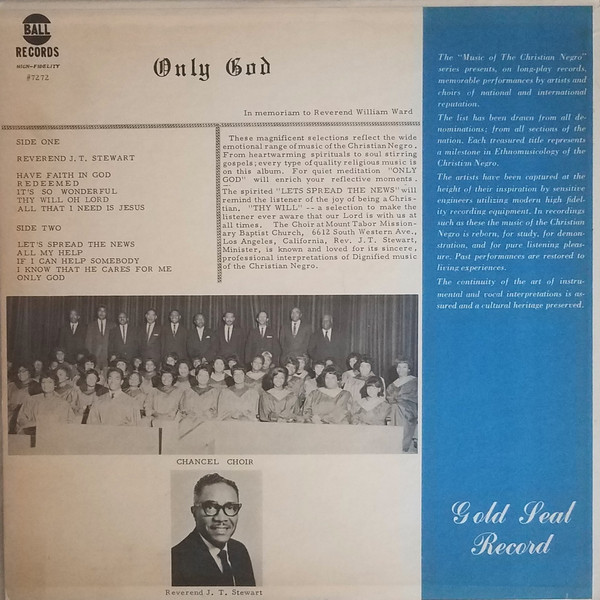 BALL
RECORDS
HIGH-FIDELITY
#7272
Only God
In memoriam to Reverend William Ward
SIDE ONE
REVEREND J. T. STEWART
HAVE FAITH IN GOD
REDEEMED
IT'S SO WONDERFUL
THY WILL OH LORD
ALL THAT I NEED IS JESUS
SIDE TWO
LET'S SPREAD THE NEWS
ALL MY HELP
IF I CAN HELP SOMEBODY
I KNOW THAT HE CARES FOR ME
ONLY GOD
These magnificent selections reflect the wide
emotional range of music of the Christian Negro.
From heartwarming spirituals to soul stirring
gospels; every type of quality religious music is
on this album. For quiet meditation "ONLY
GOD" will enrich your reflective moments.
The spirited "LETS SPREAD THE NEWS" will
remind the listener of the joy of being a Chris-
tian. "THY WILL" -- a selection to make the
listener ever aware that our Lord is with us at
all times. The Choir at Mount Tabor Mission-
ary Baptist Church, 6612 South Western Ave.,
Los Angeles, California, Rev. J. T. Stewart,
Minister, is known and loved for its sincere,
professional interpretations of Dignified music
of the Christian Negro.
CHANCEL CHOIR
Reverend J. T. Stewart
The "Music of The Christian Negro"
series presents, on long-play records,
memorable performances by artists and
choirs of national and international
reputation.
The list has been drawn from all de-
nominations; from all sections of the
nation. Each treasured title represents
a milestone in Ethnomusicology of the
Christian Negro.
The artists have been captured at the
height of their inspiration by sensitive
engineers utilizing modern high fidel-
ity recording equipment. In recordings
such as these the music of the Christian
Negro is reborn, for study, for demon-
stration, and for pure listening pleas-
ure. Past performances are restored to
living experiences.
The continuity of the art of instru-
mental and vocal interpretations is as-
sured and a cultural heritage preserved.
Gold Seal
Record